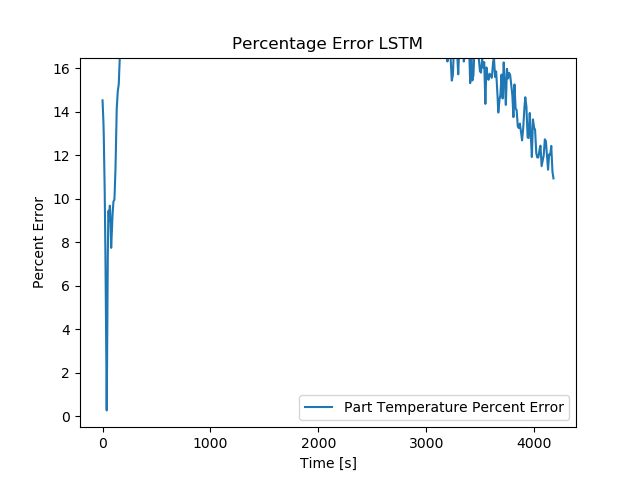 Percentage Error LSTM
Percent Error
16
14
12
10
8
6
4
2
0
Part Temperature Percent Error
0 1000 2000 3000 4000
Time [s]